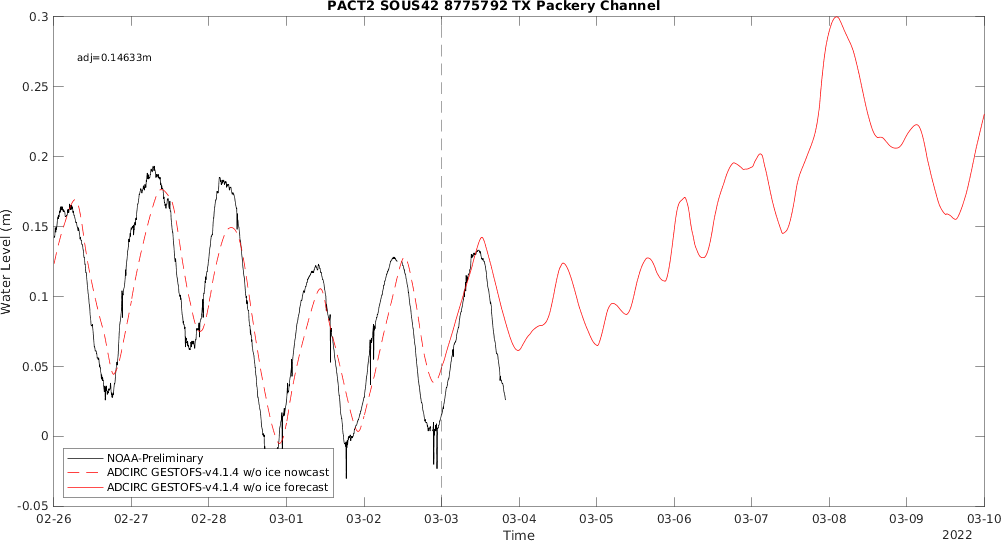 PACT2 SOUS42 8775792 TX Packery Channel
adj=0.14633m
Water Level (m)
0.3
0.25
0.2
0.15
0.1
0.05
0
-0.05
NOAA-Preliminary
ADCIRC GESTOFS-v4.1.4 w/o ice nowcast
ADCIRC GESTOFS-v4.1.4 w/o ice forecast
02-26 02-27 02-28 03-01 03-02 03-03 03-04 03-05 03-06 03-07 03-08 03-09 03-10
Time
2022